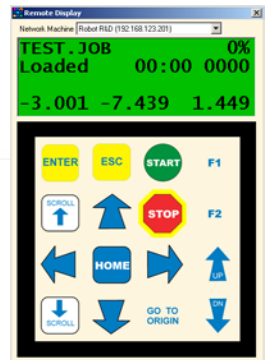 Remote Display
Network Machine Robot R&D (192.168.123.201)
TEST.JOB 0%
Loaded 00:00 0000
-3.001 -7.439 1.449
ENTER ESC START F1
SCROLL STOP F2
HOME UP
SCROLL GO TO ORIGIN DN